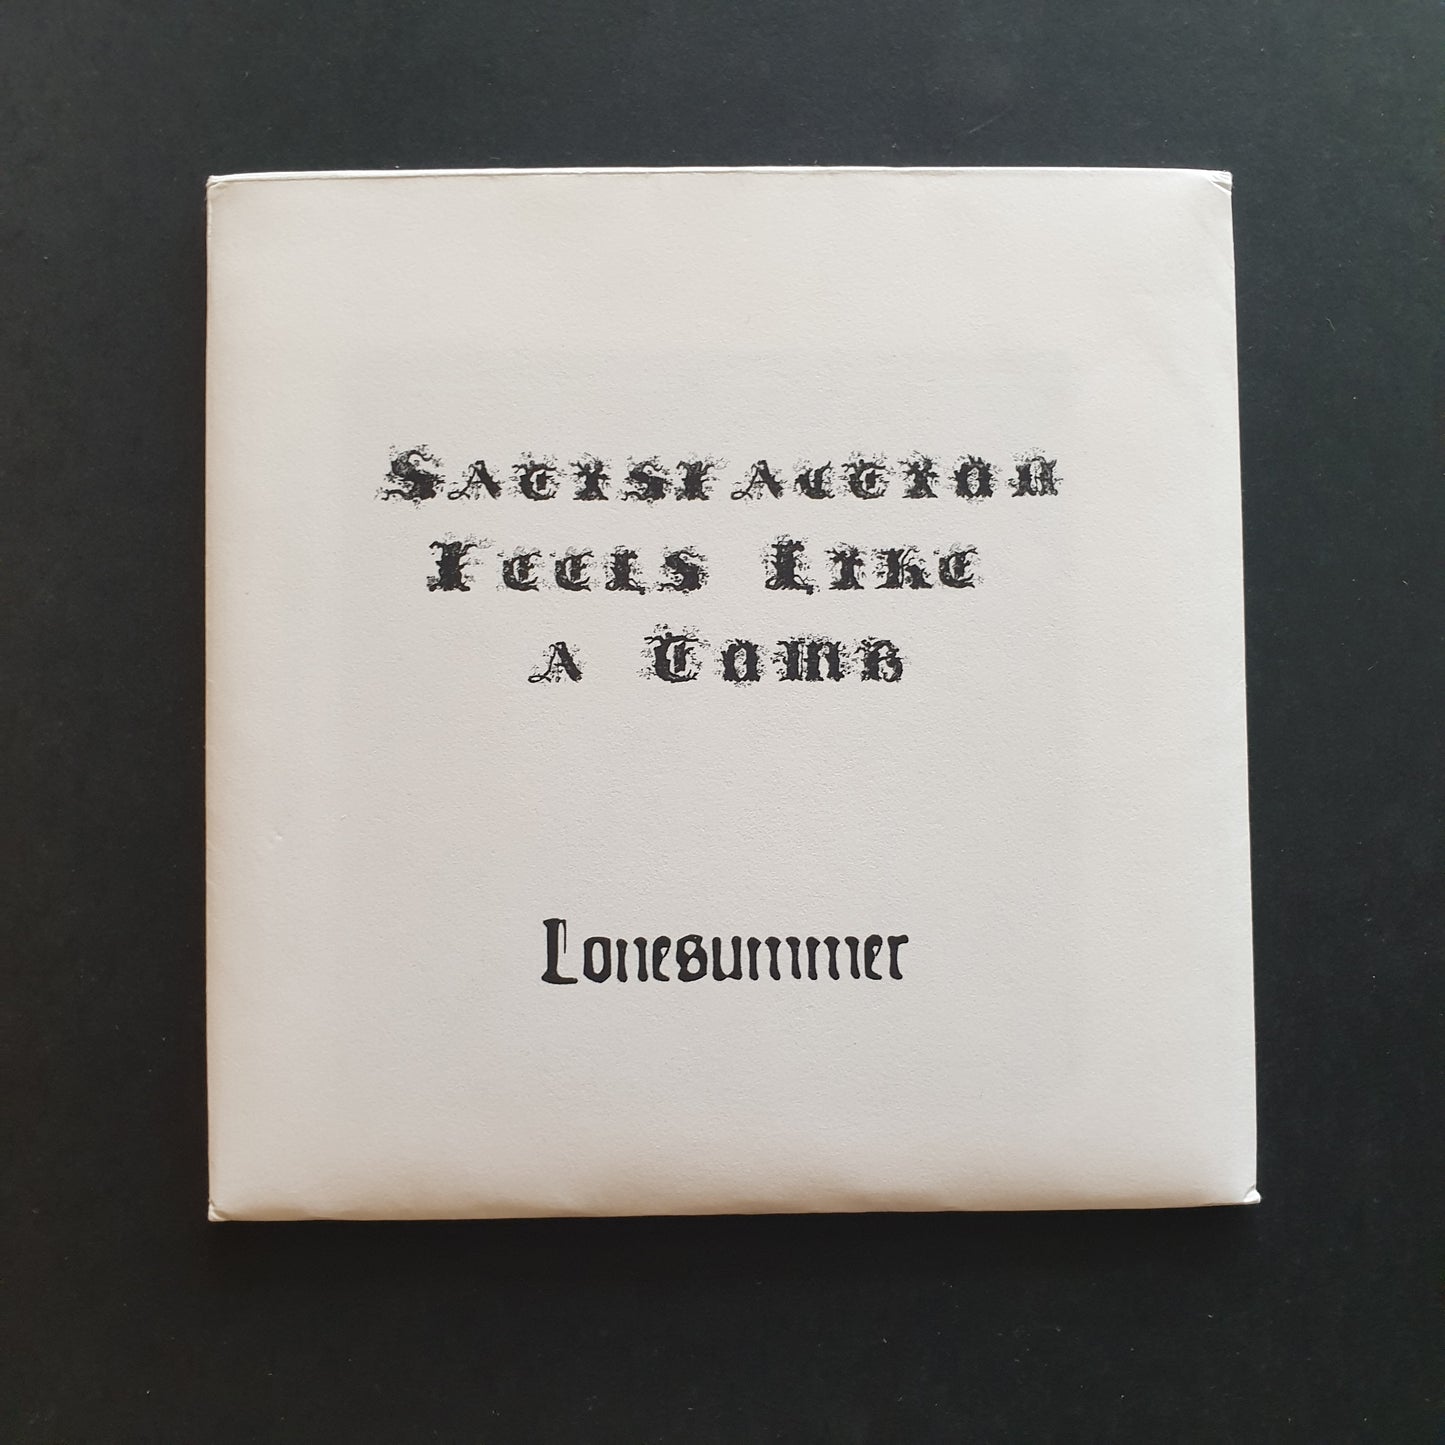 Satisfaction
Feels Like
a Tomb
Lonesummer